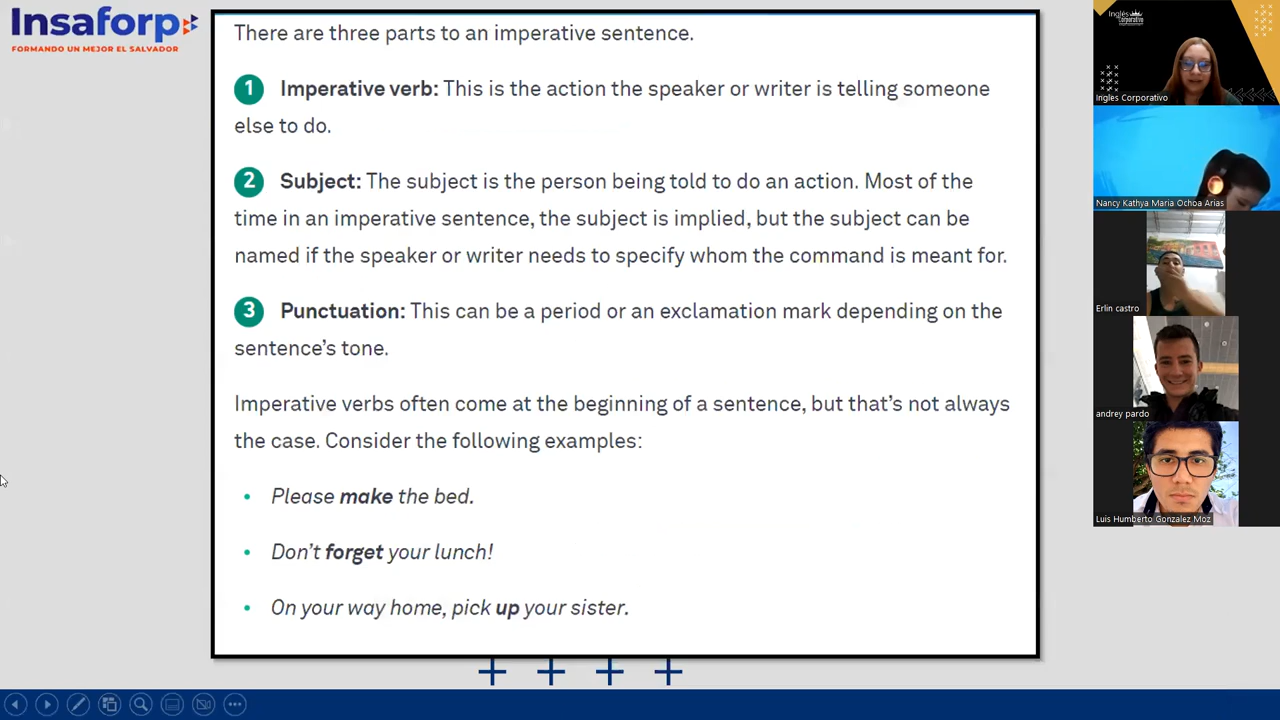 Insaforp
FORMANDO UN MEJOR EL SALVADOR
There are three parts to an imperative sentence.
1 Imperative verb: This is the action the speaker or writer is telling someone
else to do.
2 Subject: The subject is the person being told to do an action. Most of the
time in an imperative sentence, the subject is implied, but the subject can be
named if the speaker or writer needs to specify whom the command is meant for.
3 Punctuation: This can be a period or an exclamation mark depending on the
sentence's tone.
Imperative verbs often come at the beginning of a sentence, but that's not always
the case. Consider the following examples:
• Please make the bed.
• Don't forget your lunch!
• On your way home, pick up your sister.
Inglés
Corporativo
Ingles Corporativo
Nancy Kathya Maria Ochoa Arias
Erlin castro
andrey pardo
Luis Humberto Gonzalez Moz